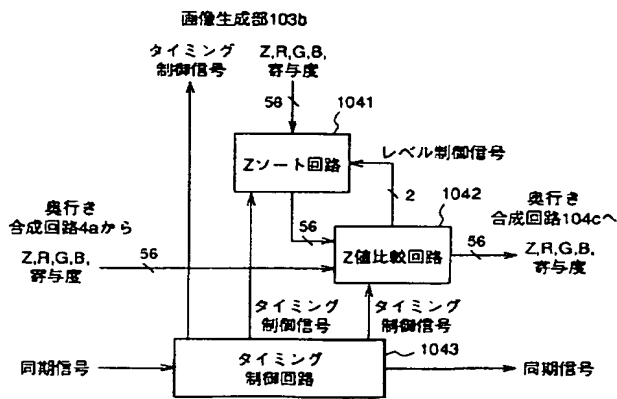 画像生成部103b
タイミング
制御信号
Z,R,G,B,
寄与度
56
1041
Zソート回路
レベル制御信号
2
1042
奥行き
合成回路4aから
Z,R,G,B,
寄与度
56
56
Z値比較回路
56
奥行き
合成回路104cへ
Z,R,G,B,
寄与度
タイミング
制御信号
タイミング
制御信号
同期信号
タイミング
制御回路
1043
同期信号